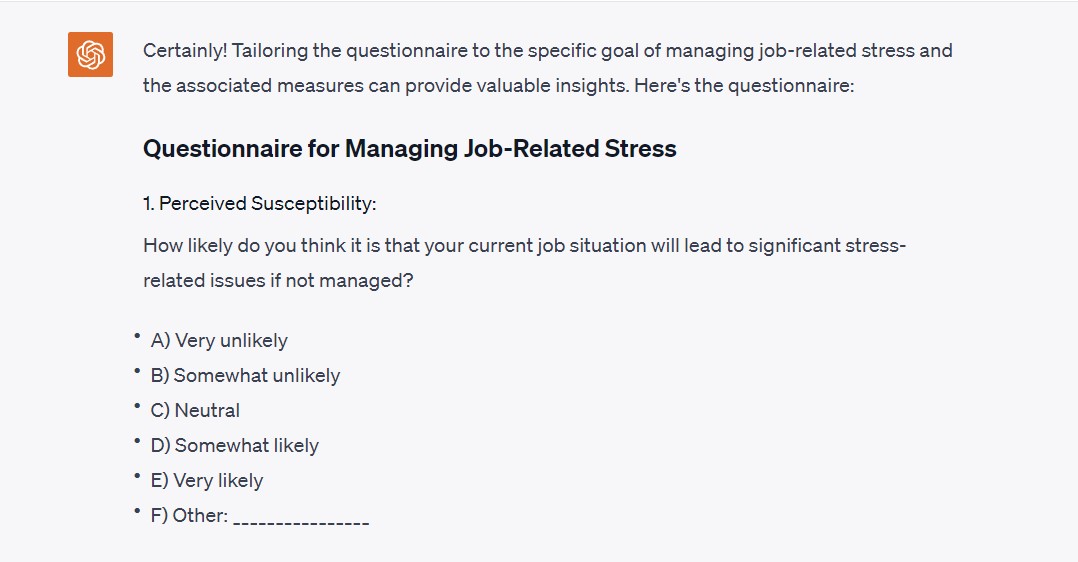 Certainly! Tailoring the questionnaire to the specific goal of managing job-related stress and
the associated measures can provide valuable insights. Here's the questionnaire:
Questionnaire for Managing Job-Related Stress
1. Perceived Susceptibility:
How likely do you think it is that your current job situation will lead to significant stress-
related issues if not managed?
• A) Very unlikely
• B) Somewhat unlikely
• C) Neutral
• D) Somewhat likely
• E) Very likely
• F) Other: ________________